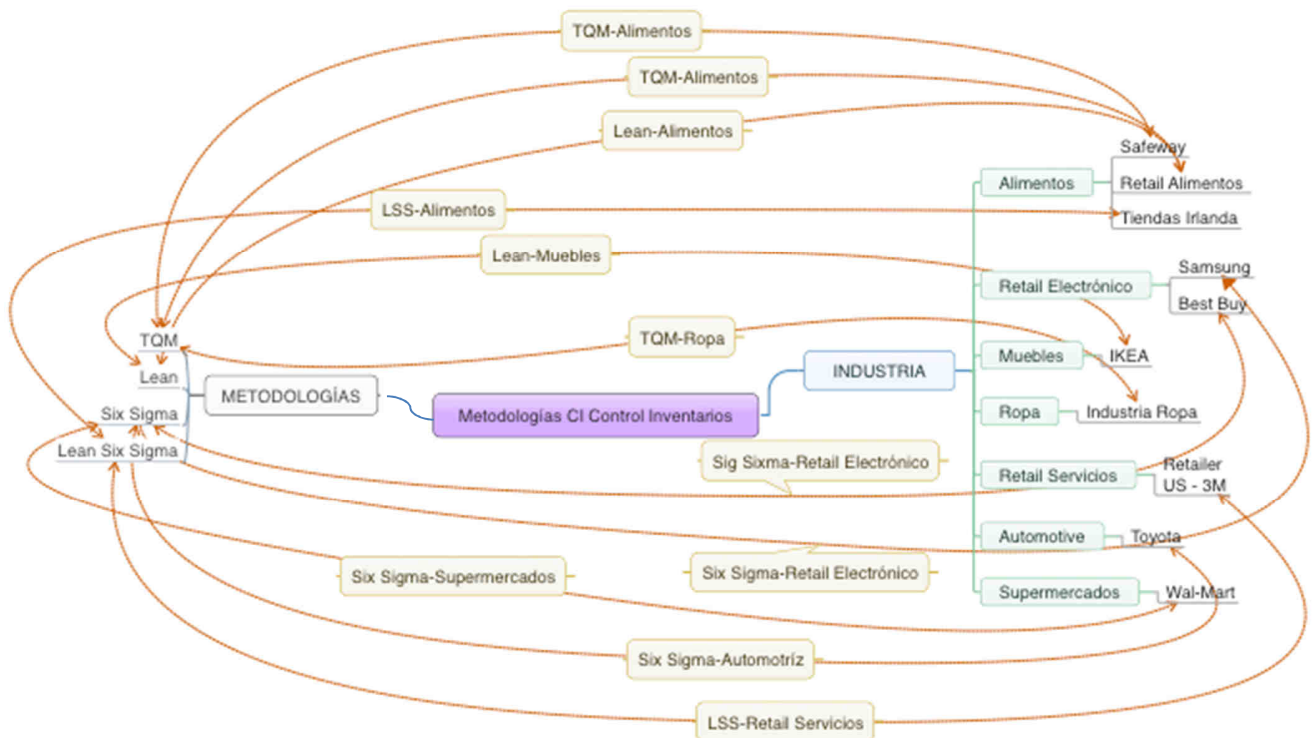 TQM-Alimentos
TQM-Alimentos
Lean-Alimentos
Safeway
Alimentos
Retail Alimentos
LSS-Alimentos
Tiendas Irlanda
Lean-Muebles
Samsung
Retail Electrónico
Best Buy
TQM
TQM-Ropa
Muebles
IKEA
Lean
INDUSTRIA
METODOLOGÍAS
Six Sigma
Metodologías CI Control Inventarios
Ropa
Industria Ropa
Lean Six Sigma
Sig Sixma-Retail Electrónico
Retail Servicios
Retailer
US - 3M
Automotive
Toyota
Six Sigma-Supermercados
Six Sigma-Retail Electrónico
Supermercados
Wal-Mart
Six Sigma-Automotríz
LSS-Retail Servicios